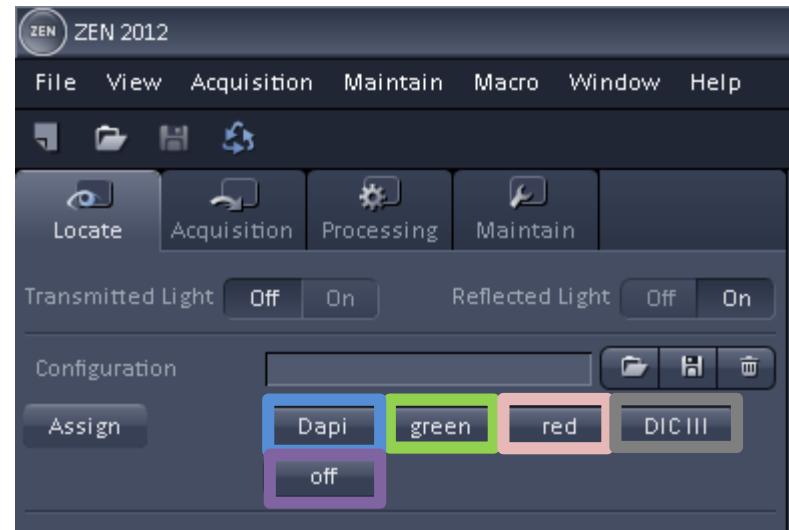 ZEN ZEN 2012
File View Acquisition Maintain Macro Window Help
Locate Acquisition Processing Maintain
Transmitted Light Off On Reflected Light Off On
Configuration
Assign Dapi green red DIC III
off